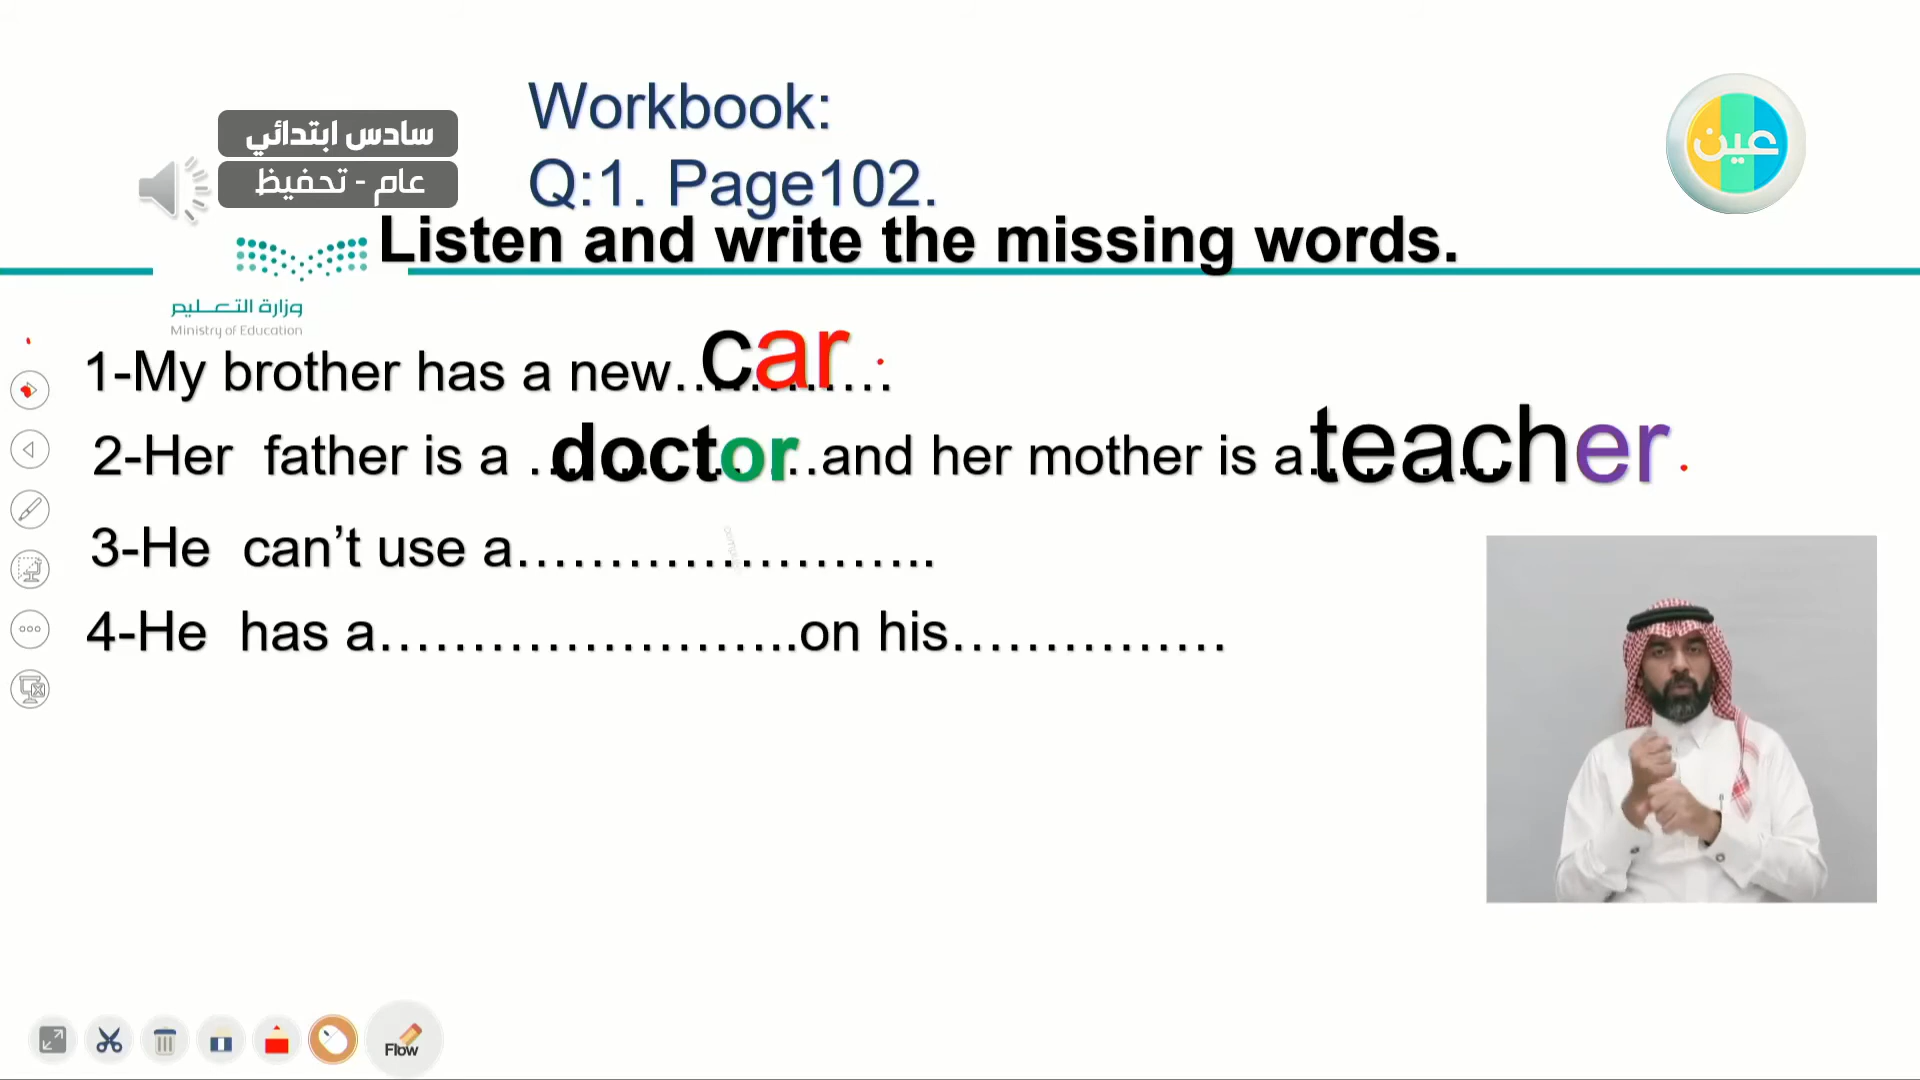 Workbook:
سادس ابتدائي
عام - تحفيظ
Q:1. Page102.
عين
Listen and write the missing words.
وزارة التعليم
Ministry of Education
1-My brother has a new…car………
2-Her father is a …doctor…and her mother is a teacher.
3-He can’t use a…………………..
4-He has a…………………..on his……………
Flow